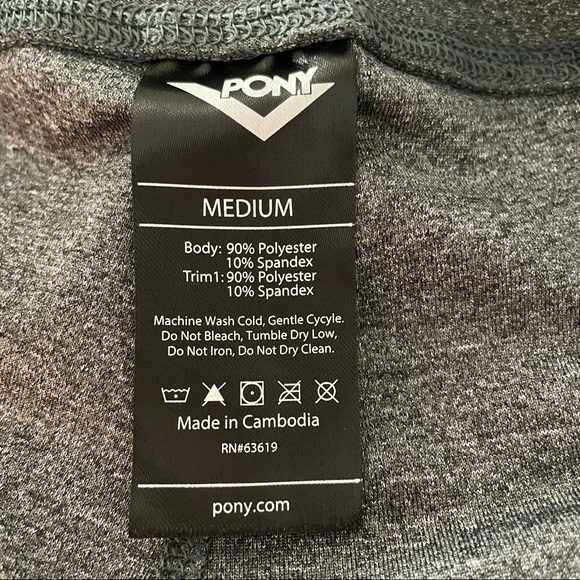 PONY
MEDIUM
Body: 90% Polyester
10% Spandex
Trim1: 90% Polyester
10% Spandex
Machine Wash Cold, Gentle Cycyle.
Do Not Bleach, Tumble Dry Low,
Do Not Iron, Do Not Dry Clean.
Made in Cambodia
RN#63619
pony.com